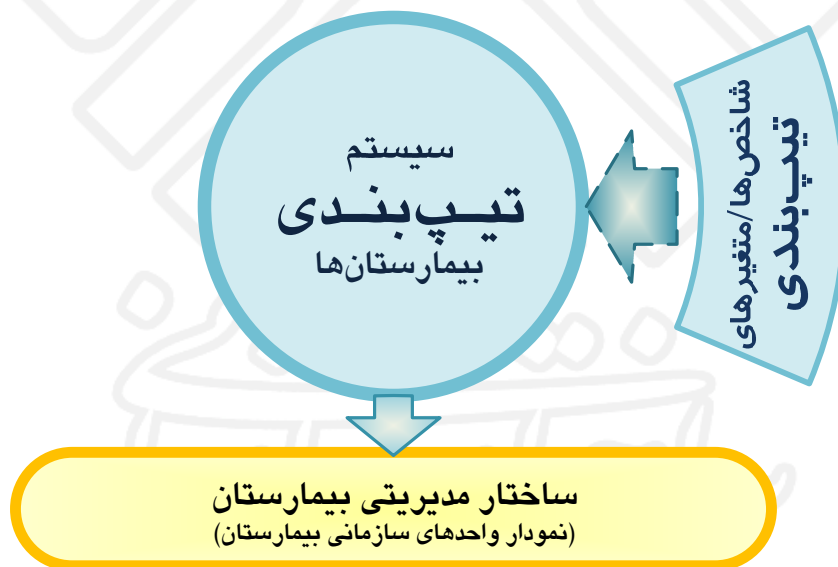 سیستم
تیپ‌بندی
بیمارستان‌ها
شاخص‌ها/متغیرهای
تیپ‌بندی
ساختار مدیریتی بیمارستان
(نمودار واحدهای سازمانی بیمارستان)